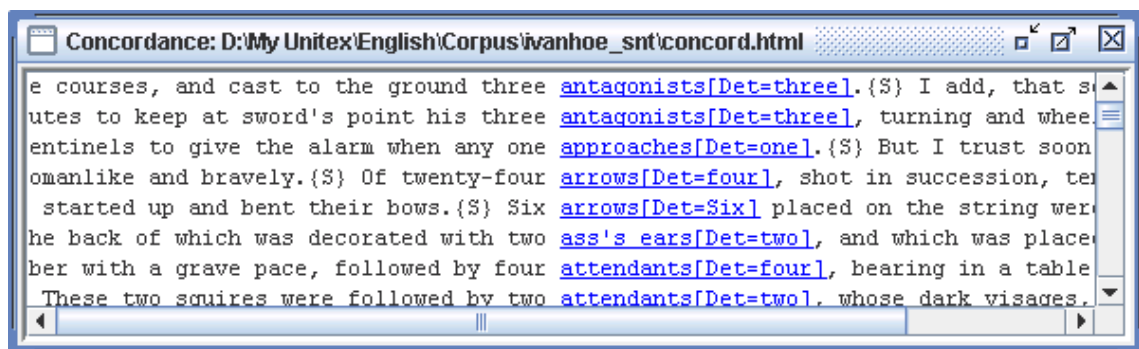 Concordance: D:\My Unitex\English\Corpus\ivanhoe_snt\concord.html
e courses, and cast to the ground three antagonists[Det=three].{S} I add, that s
utes to keep at sword's point his three antagonists[Det=three], turning and whee
entinels to give the alarm when any one approaches[Det=one].{S} But I trust soon
omanlike and bravely.{S} Of twenty-four arrows[Det=four], shot in succession, te
started up and bent their bows.{S} Six arrows[Det=Six] placed on the string wer
he back of which was decorated with two ass's ears[Det=two], and which was place
ber with a grave pace, followed by four attendants[Det=four], bearing in a table
These two squires were followed by two attendants[Det=two], whose dark visages,